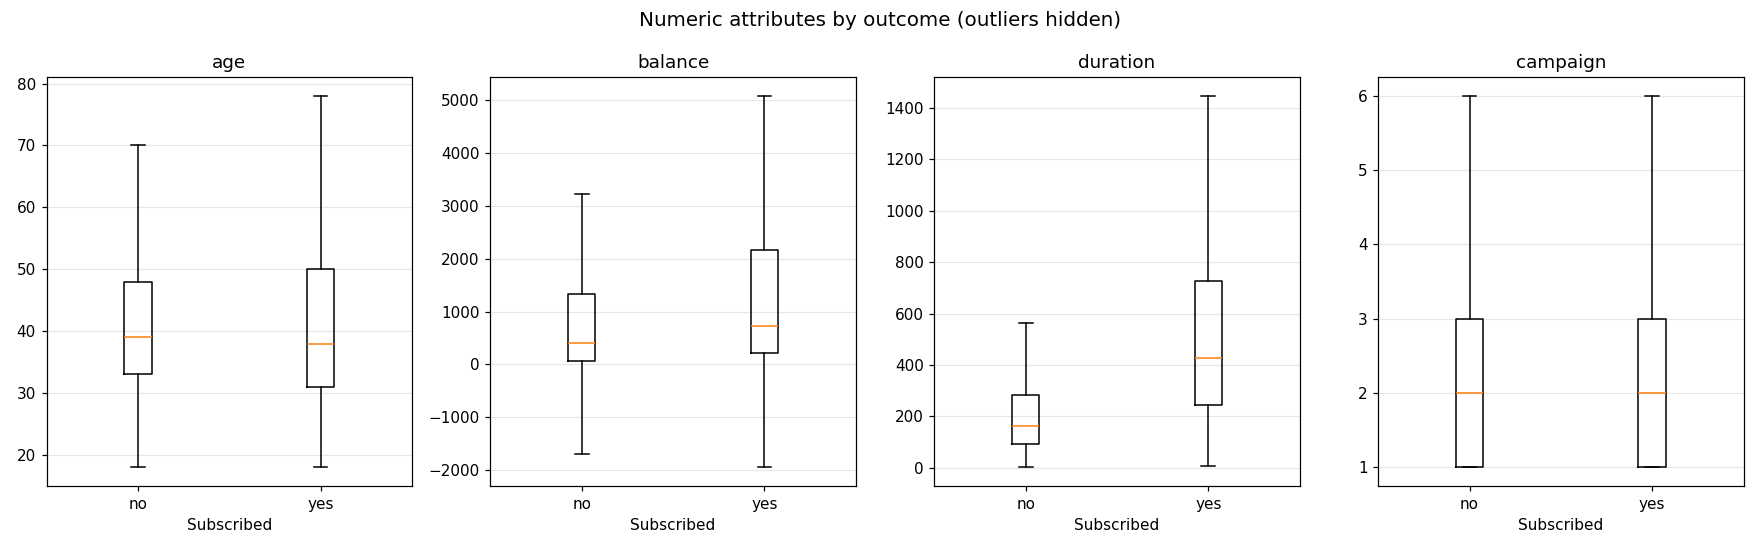 Numeric attributes by outcome (outliers hidden)
age
80
70
60
50
40
30
20
no yes
Subscribed
balance
5000
4000
3000
2000
1000
0
−1000
−2000
no yes
Subscribed
duration
1400
1200
1000
800
600
400
200
0
no yes
Subscribed
campaign
6
5
4
3
2
1
no yes
Subscribed